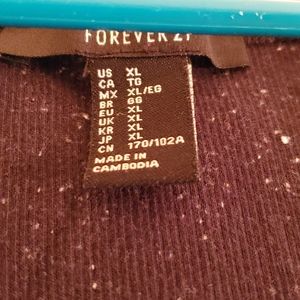 FOREVER 21
US XL
CA TG
MX XL/EG
BR GG
EU XL
UK XL
KR XL
JP XL
CN 170/102A
MADE IN
CAMBODIA